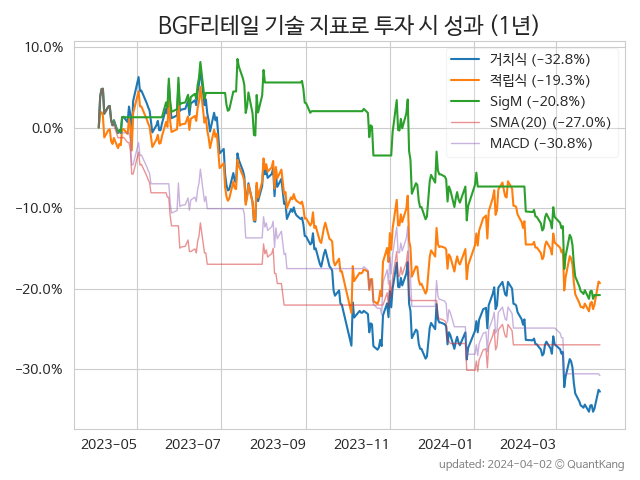 BGF리테일 기술 지표로 투자 시 성과 (1년)
10.0%
0.0%
−10.0%
−20.0%
−30.0%
거치식 (−32.8%)
적립식 (−19.3%)
SigM (−20.8%)
SMA(20) (−27.0%)
MACD (−30.8%)
2023-05 2023-07 2023-09 2023-11 2024-01 2024-03
updated: 2024-04-02 © QuantKang